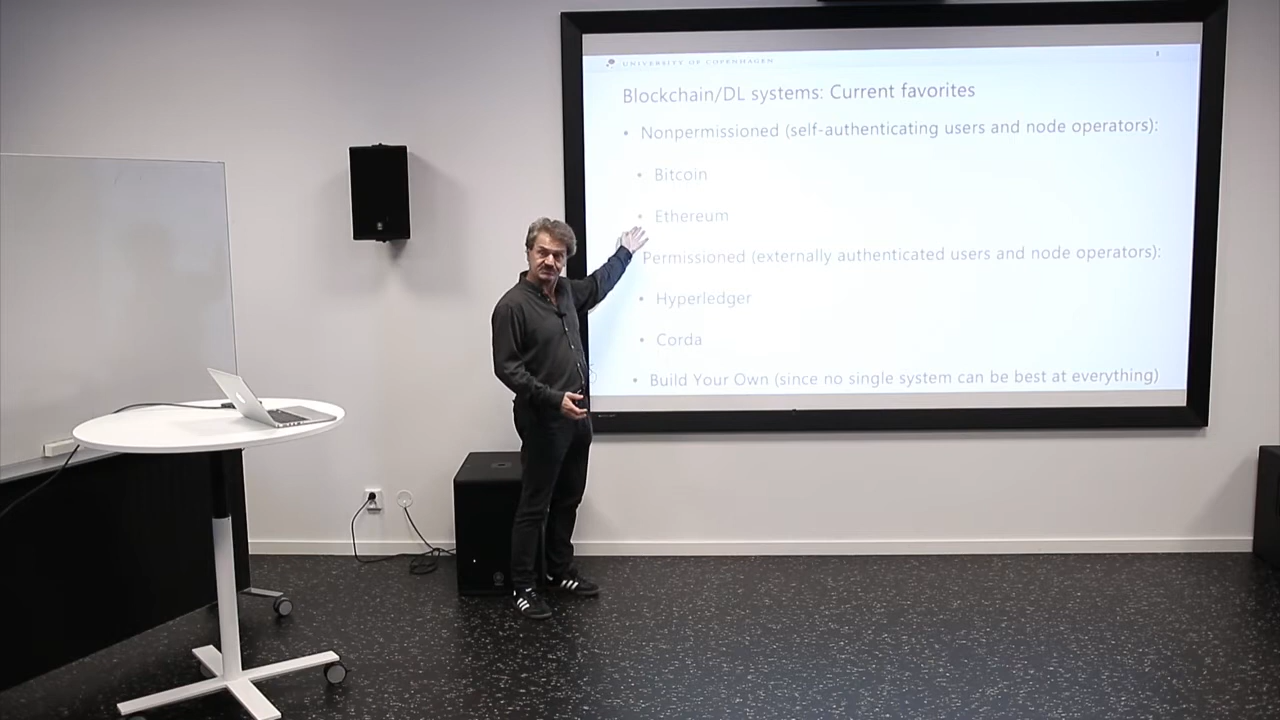 UNIVERSITY OF COPENHAGEN
Blockchain/DL systems: Current favorites
• Nonpermissioned (self-authenticating users and node operators):
• Bitcoin
• Ethereum
Permissioned (externally authenticated users and node operators):
• Hyperledger
• Corda
• Build Your Own (since no single system can be best at everything)